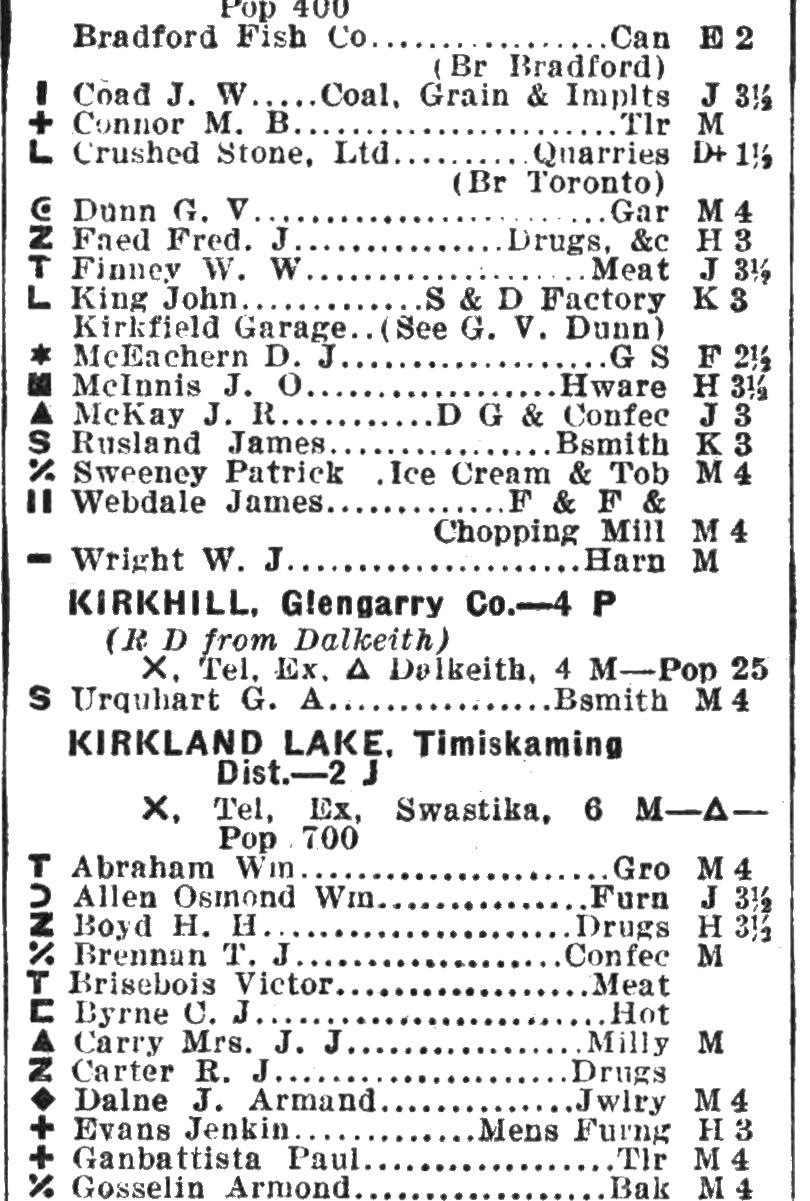 Pop 400
Bradford Fish Co.................Can E 2
(Br Bradford)
Coad J. W.....Coal, Grain & Implts J 3½
+ Connor M. B.......................Tlr M
L Crushed Stone, Ltd..........Quarries D+ 1½
(Br Toronto)
Dunn G. V.........................Gar M 4
Z Faed Fred. J...............Drugs, &c H 3
T Finney W. W....................Meat J 3½
L King John.............S & D Factory K 3
Kirkfield Garage..(See G. V. Dunn)
* McEachern D. J...................G S F 2½
McInnis J. O..................Hware H 3½
▲ McKay J. R...........D G & Confec J 3
S Rusland James................Bsmith K 3
٪ Sweeney Patrick .Ice Cream & Tob M 4
II Webdale James.............F & F &
Chopping Mill M 4
- Wright W. J.....................Harn M
KIRKHILL, Glengarry Co.—4 P
(R D from Dalkeith)
X, Tel, Ex, Δ Dalkeith, 4 M—Pop 25
S Urquhart G. A................Bsmith M 4
KIRKLAND LAKE, Timiskaming
Dist.—2 J
X, Tel, Ex, Swastika, 6 M—Δ—
Pop 700
T Abraham Wm......................Gro M 4
Ɔ Allen Osmond Wm...............Furn J 3½
Z Boyd H. H......................Drugs H 3½
٪ Brennan T. J...................Confec M
T Brisebois Victor..................Meat
⊏ Byrne C. J.........................Hot
▲ Carry Mrs. J. J.................Milly M
Z Carter R. J.....................Drugs
◆ Dalne J. Armand..............Jwlry M 4
+ Evans Jenkin.............Mens Furng H 3
+ Ganbattista Paul..................Tlr M 4
٪ Gosselin Armond..................Bak M 4